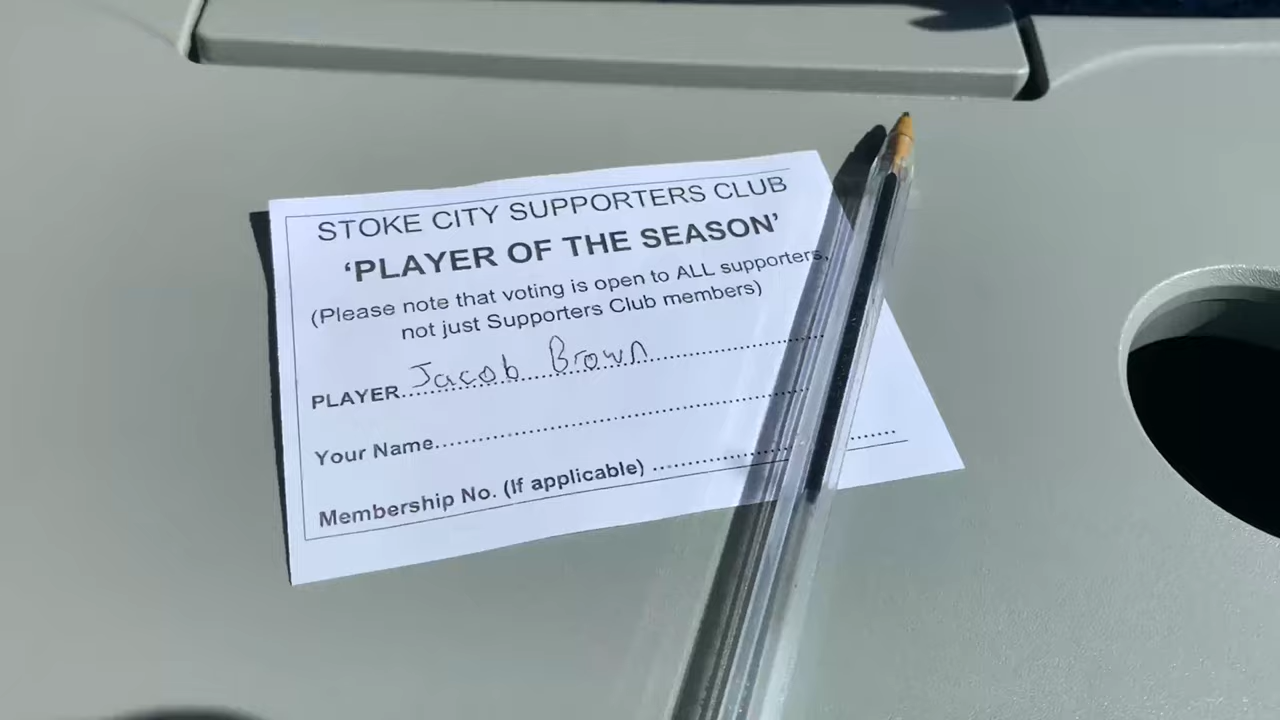 STOKE CITY SUPPORTERS CLUB
‘PLAYER OF THE SEASON’
(Please note that voting is open to ALL supporters,
not just Supporters Club members)
PLAYER Jacob Brown
Your Name
Membership No. (If applicable)